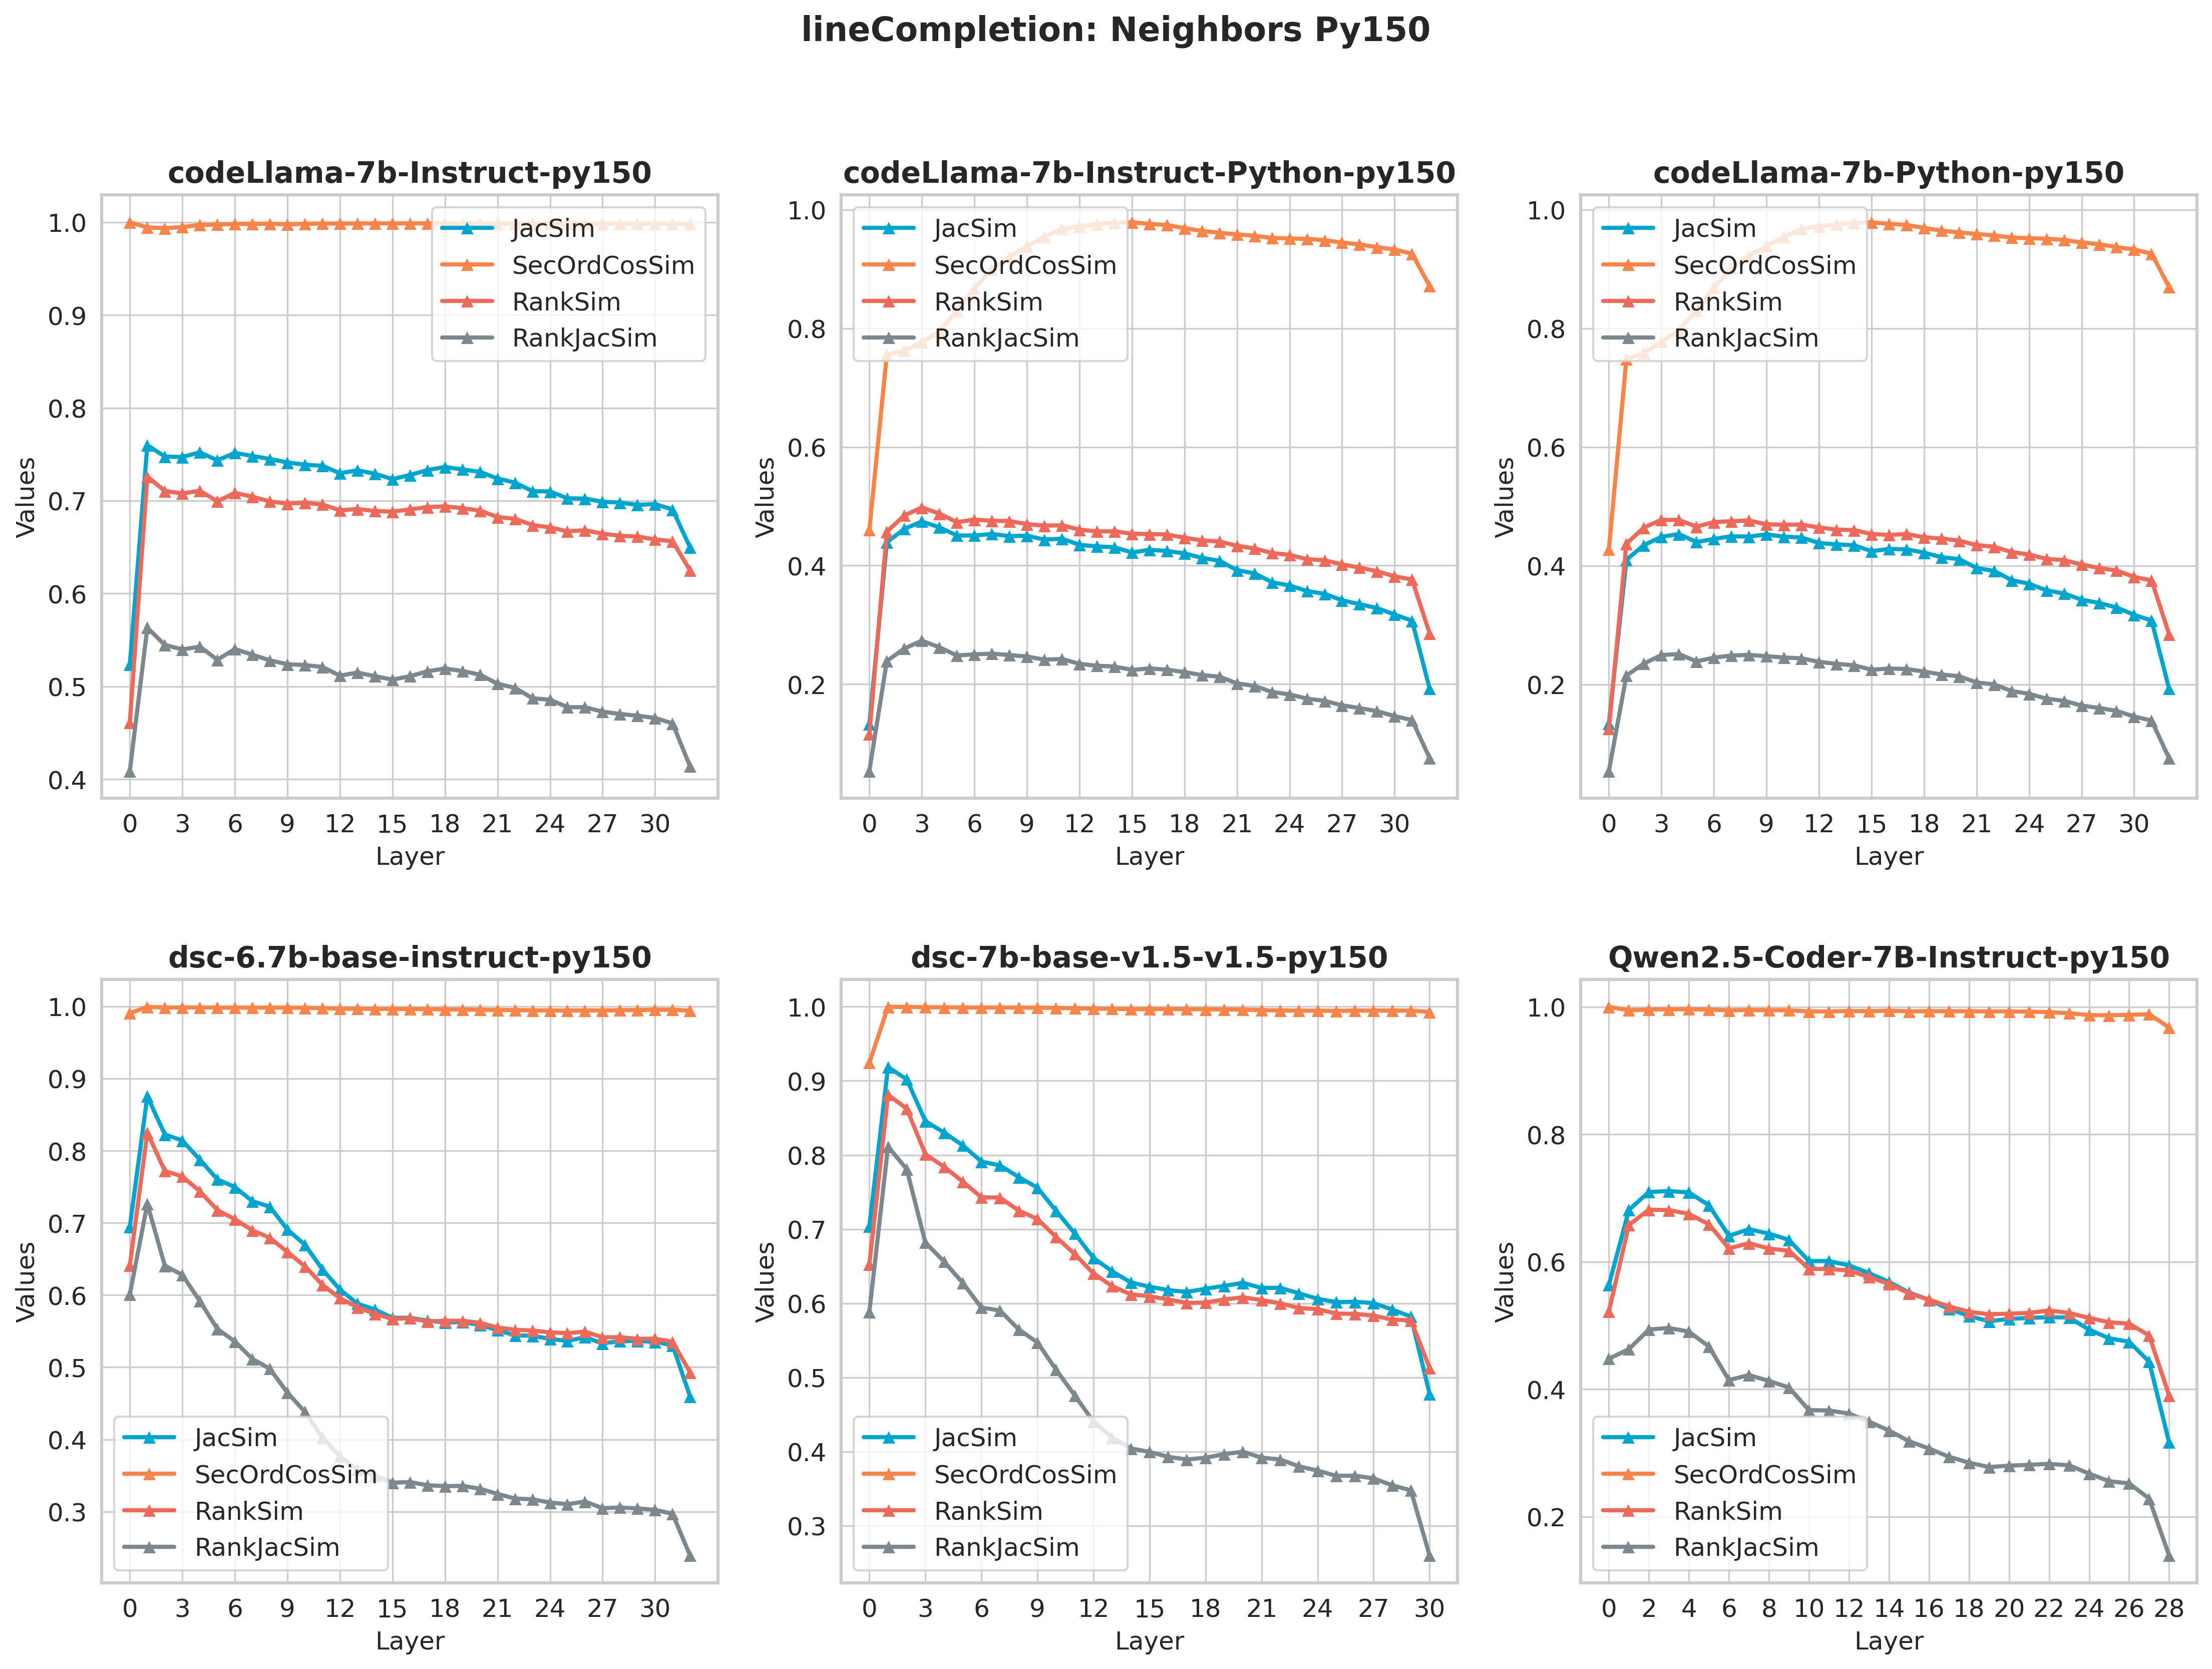 lineCompletion: Neighbors Py150
codeLlama-7b-Instruct-py150
1.0
0.9
0.8
0.7
0.6
0.5
0.4
Values
0 3 6 9 12 15 18 21 24 27 30
Layer
JacSim
SecOrdCosSim
RankSim
RankJacSim
codeLlama-7b-Instruct-Python-py150
1.0
0.8
0.6
0.4
0.2
Values
0 3 6 9 12 15 18 21 24 27 30
Layer
JacSim
SecOrdCosSim
RankSim
RankJacSim
codeLlama-7b-Python-py150
1.0
0.8
0.6
0.4
0.2
Values
0 3 6 9 12 15 18 21 24 27 30
Layer
JacSim
SecOrdCosSim
RankSim
RankJacSim
dsc-6.7b-base-instruct-py150
1.0
0.9
0.8
0.7
0.6
0.5
0.4
0.3
Values
0 3 6 9 12 15 18 21 24 27 30
Layer
JacSim
SecOrdCosSim
RankSim
RankJacSim
dsc-7b-base-v1.5-v1.5-py150
1.0
0.9
0.8
0.7
0.6
0.5
0.4
0.3
Values
0 3 6 9 12 15 18 21 24 27 30
Layer
JacSim
SecOrdCosSim
RankSim
RankJacSim
Qwen2.5-Coder-7B-Instruct-py150
1.0
0.8
0.6
0.4
0.2
Values
0 2 4 6 8 10 12 14 16 18 20 22 24 26 28
Layer
JacSim
SecOrdCosSim
RankSim
RankJacSim